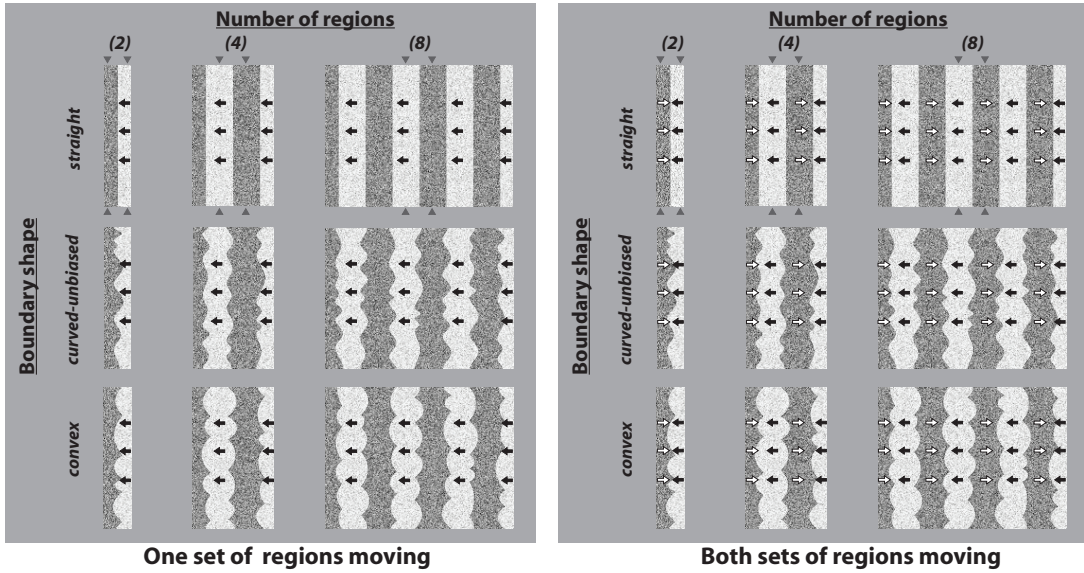 Number of regions
(2)
(4)
(8)
straight
curved-unbiased
convex
Boundary shape
One set of regions moving
Number of regions
(2)
(4)
(8)
straight
curved-unbiased
convex
Boundary shape
Both sets of regions moving